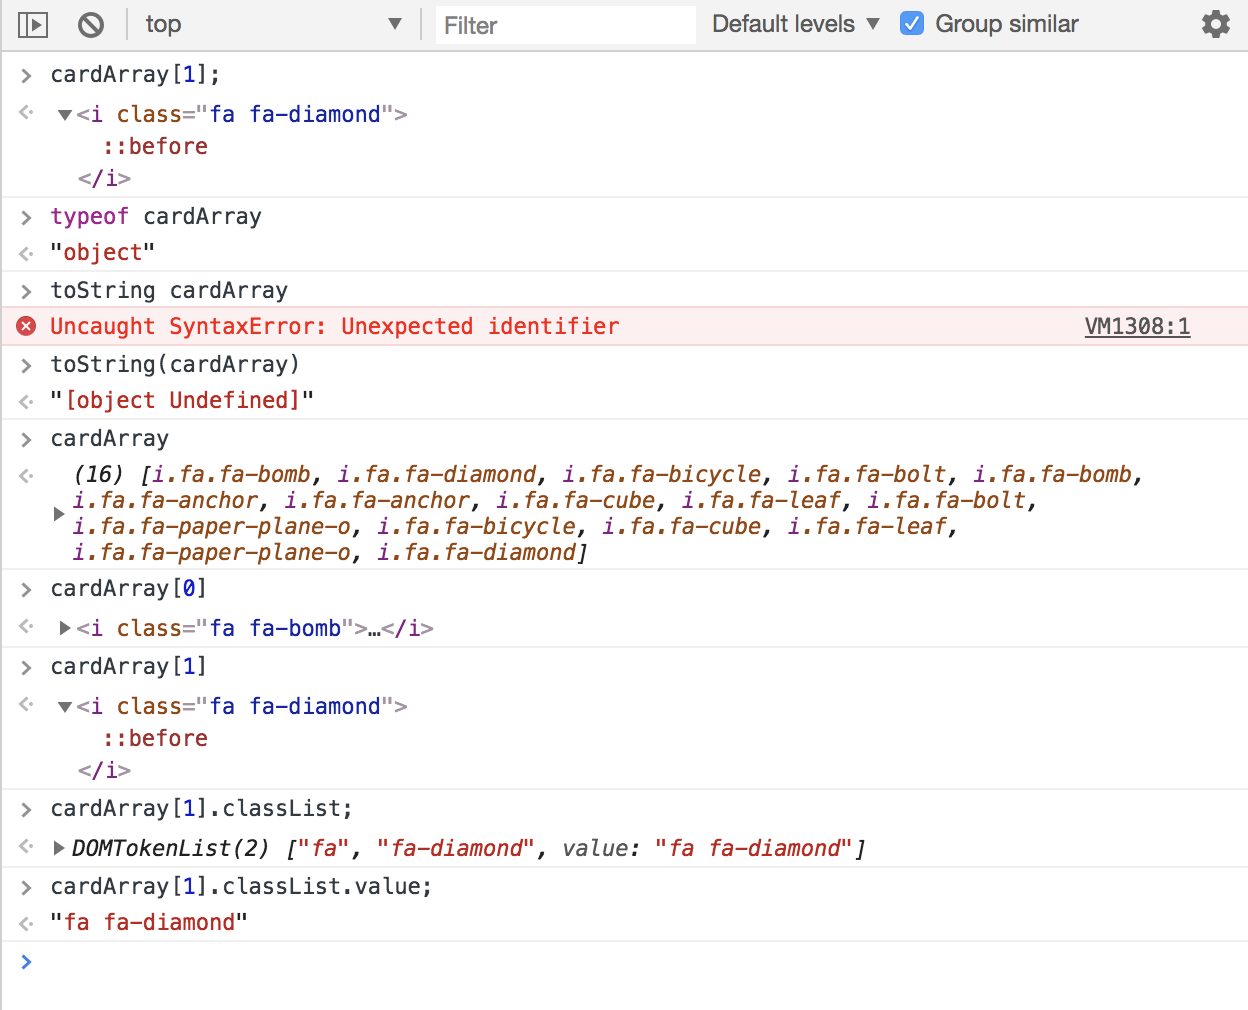 top Filter Default levels Group similar
cardArray[1];
<i class="fa fa-diamond">
::before
</i>
typeof cardArray
"object"
toString cardArray
Uncaught SyntaxError: Unexpected identifier VM1308:1
toString(cardArray)
"[object Undefined]"
cardArray
(16) [i.fa.fa-bomb, i.fa.fa-diamond, i.fa.fa-bicycle, i.fa.fa-bolt, i.fa.fa-bomb,
i.fa.fa-anchor, i.fa.fa-anchor, i.fa.fa-cube, i.fa.fa-leaf, i.fa.fa-bolt,
i.fa.fa-paper-plane-o, i.fa.fa-bicycle, i.fa.fa-cube, i.fa.fa-leaf,
i.fa.fa-paper-plane-o, i.fa.fa-diamond]
cardArray[0]
<i class="fa fa-bomb">…</i>
cardArray[1]
<i class="fa fa-diamond">
::before
</i>
cardArray[1].classList;
DOMTokenList(2) ["fa", "fa-diamond", value: "fa fa-diamond"]
cardArray[1].classList.value;
"fa fa-diamond"